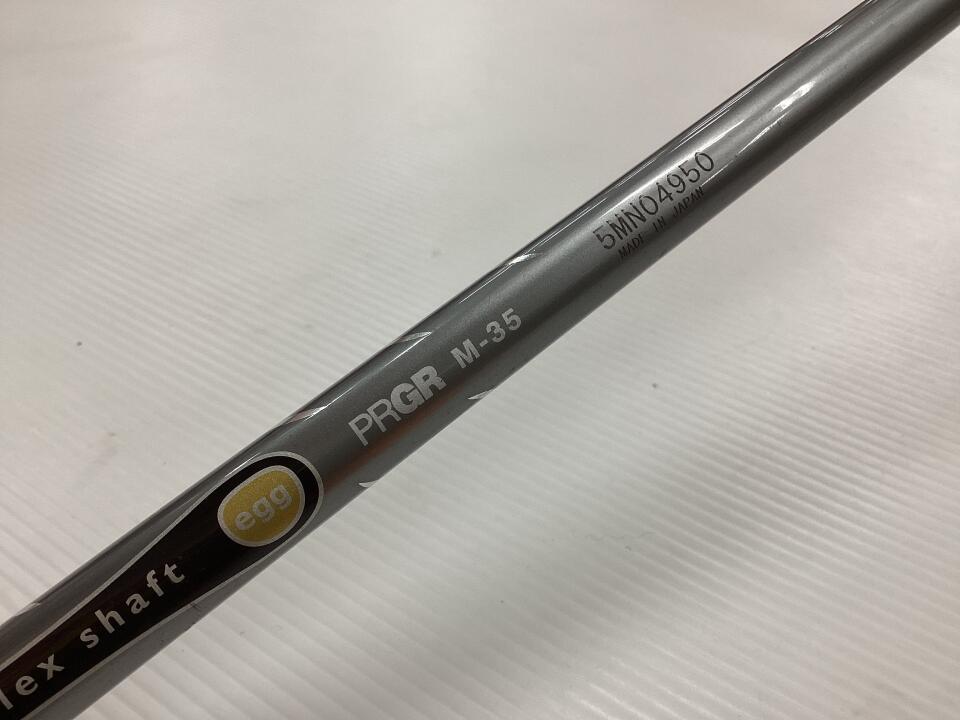 5MN04950
MADE IN JAPAN
PRGR M-35
egg
lex shaft